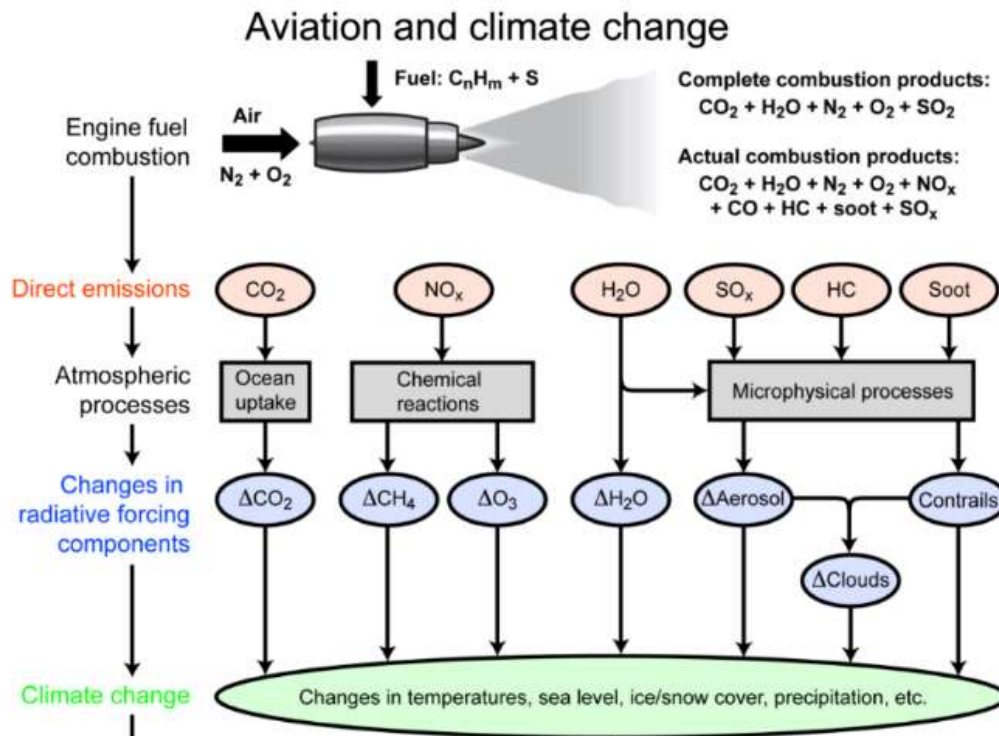 Aviation and climate change
Fuel: CₙHₘ + S
Complete combustion products:
CO₂ + H₂O + N₂ + O₂ + SO₂
Engine fuel
combustion
Air
N₂ + O₂
Actual combustion products:
CO₂ + H₂O + N₂ + O₂ + NOₓ
+ CO + HC + soot + SOₓ
Direct emissions
CO₂
NOₓ
H₂O
SOₓ
HC
Soot
Atmospheric
processes
Ocean
uptake
Chemical
reactions
Microphysical processes
Changes in
radiative forcing
components
ΔCO₂
ΔCH₄
ΔO₃
ΔH₂O
ΔAerosol
Contrails
ΔClouds
Climate change
Changes in temperatures, sea level, ice/snow cover, precipitation, etc.